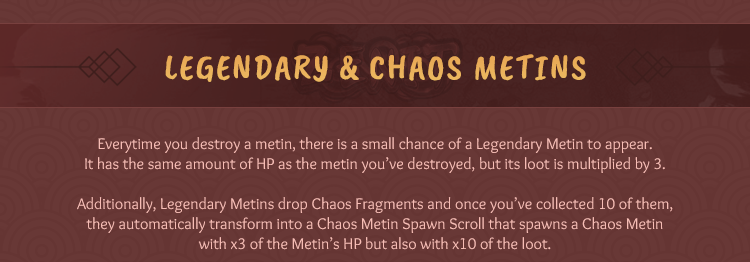 LEGENDARY & CHAOS METINS
Everytime you destroy a metin, there is a small chance of a Legendary Metin to appear.
It has the same amount of HP as the metin you've destroyed, but its loot is multiplied by 3.
Additionally, Legendary Metins drop Chaos Fragments and once you've collected 10 of them,
they automatically transform into a Chaos Metin Spawn Scroll that spawns a Chaos Metin
with x3 of the Metin's HP but also with x10 of the loot.